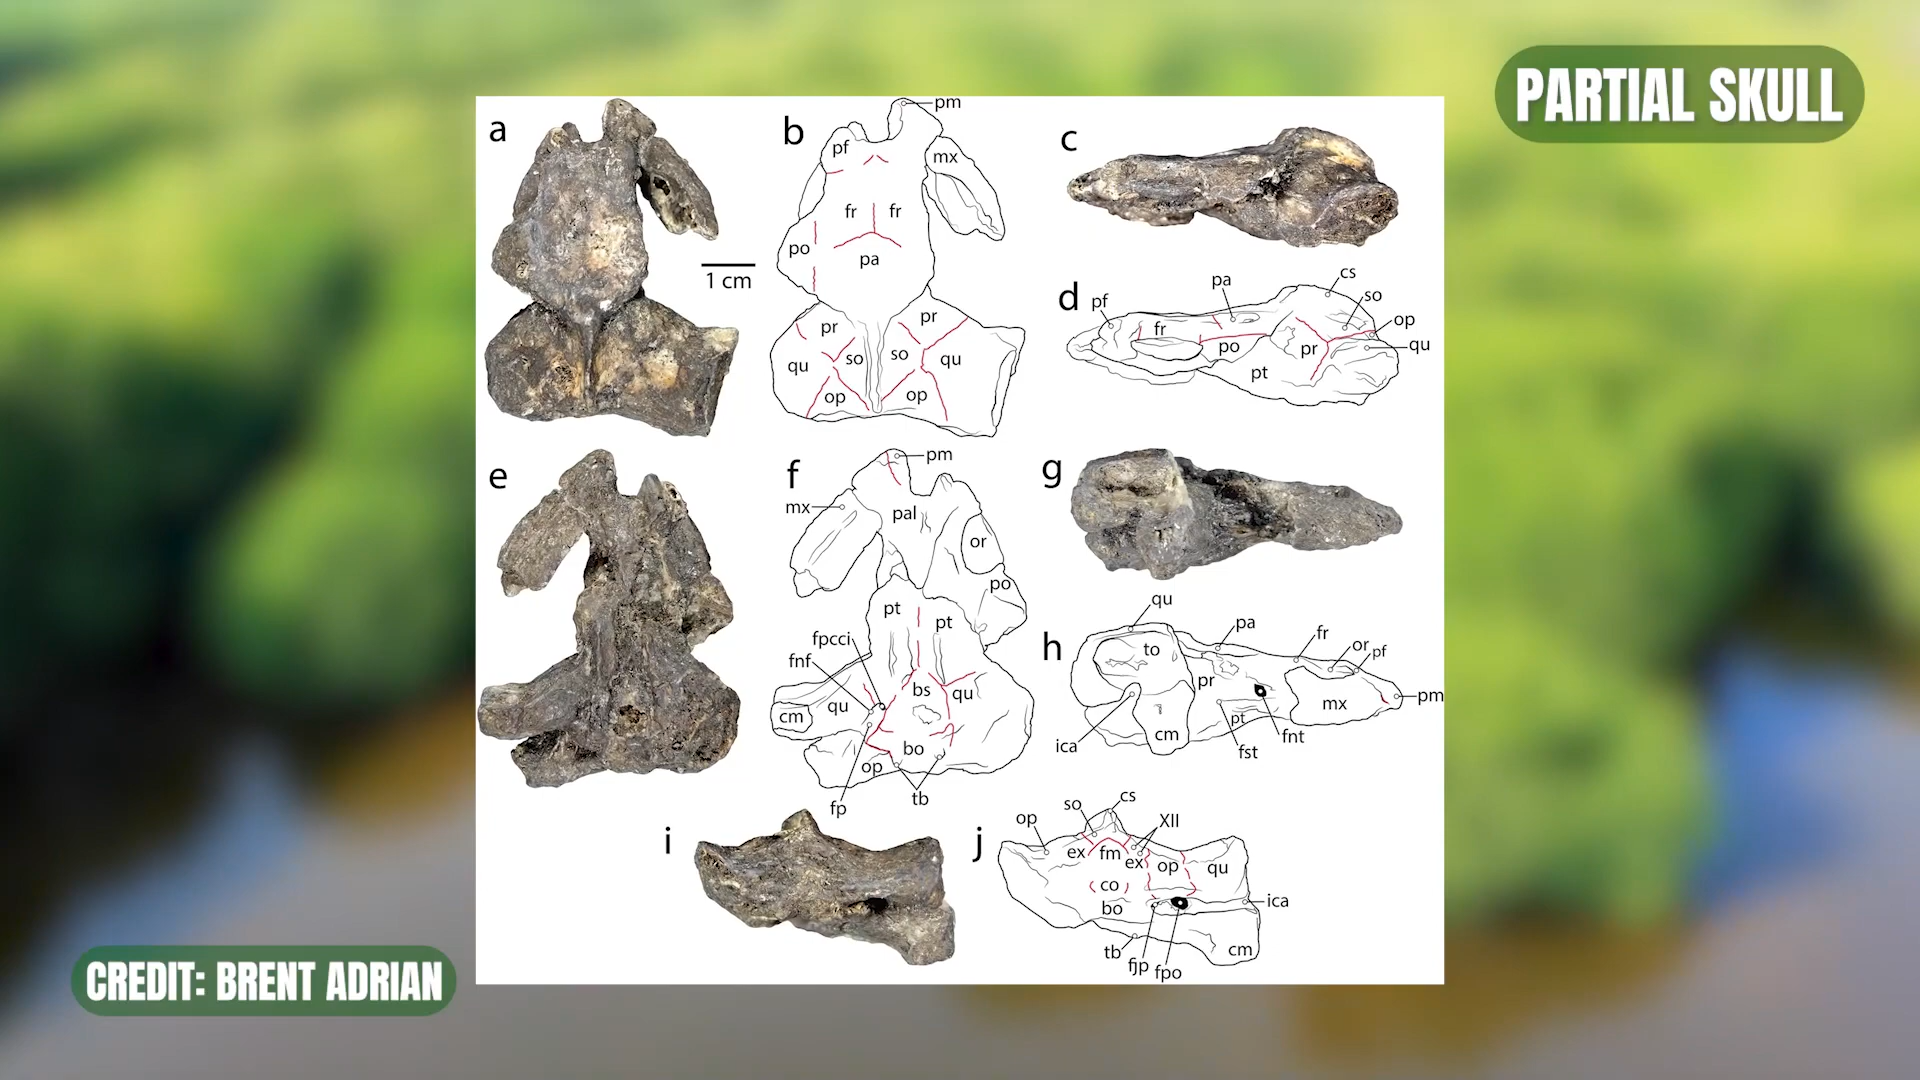 PARTIAL SKULL
a
1 cm
b
pm
pf
mx
fr fr
po
pa
pr pr
qu so so qu
op op
c
d
cs
pa
so
pf
op
fr
qu
po
pr
pt
e
f
pm
mx
pal
or
po
pt
pt
fpcci
fnf
bs
qu
qu
cm
bo
op
tb
fp
g
h
qu
pa
fr
or
pf
to
pr
pm
mx
pt
cm
ica
fnt
fst
i
j
cs
so
XII
op
ex
fm
ex
op
qu
co
bo
ica
tb
cm
fjp
fpo
CREDIT: BRENT ADRIAN